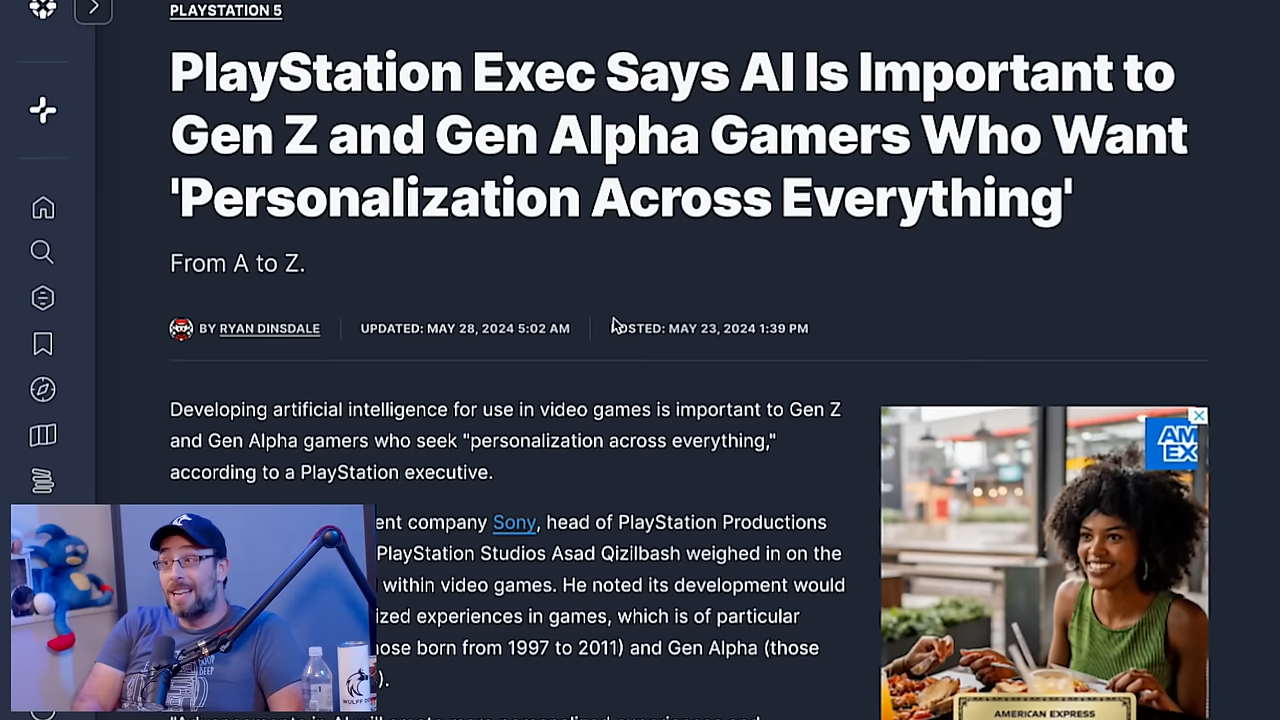 PLAYSTATION 5
PlayStation Exec Says AI Is Important to
Gen Z and Gen Alpha Gamers Who Want
'Personalization Across Everything'
From A to Z.
BY RYAN DINSDALE
UPDATED: MAY 28, 2024 5:02 AM
OSTED: MAY 23, 2024 1:39 PM
Developing artificial intelligence for use in video games is important to Gen Z
and Gen Alpha gamers who seek "personalization across everything,"
according to a PlayStation executive.
ent company Sony, head of PlayStation Productions
PlayStation Studios Asad Qizilbash weighed in on the
within video games. He noted its development would
ized experiences in games, which is of particular
ose born from 1997 to 2011) and Gen Alpha (those
).
AM
EX
AMERICAN EXPRESS
BOOP
BEEP